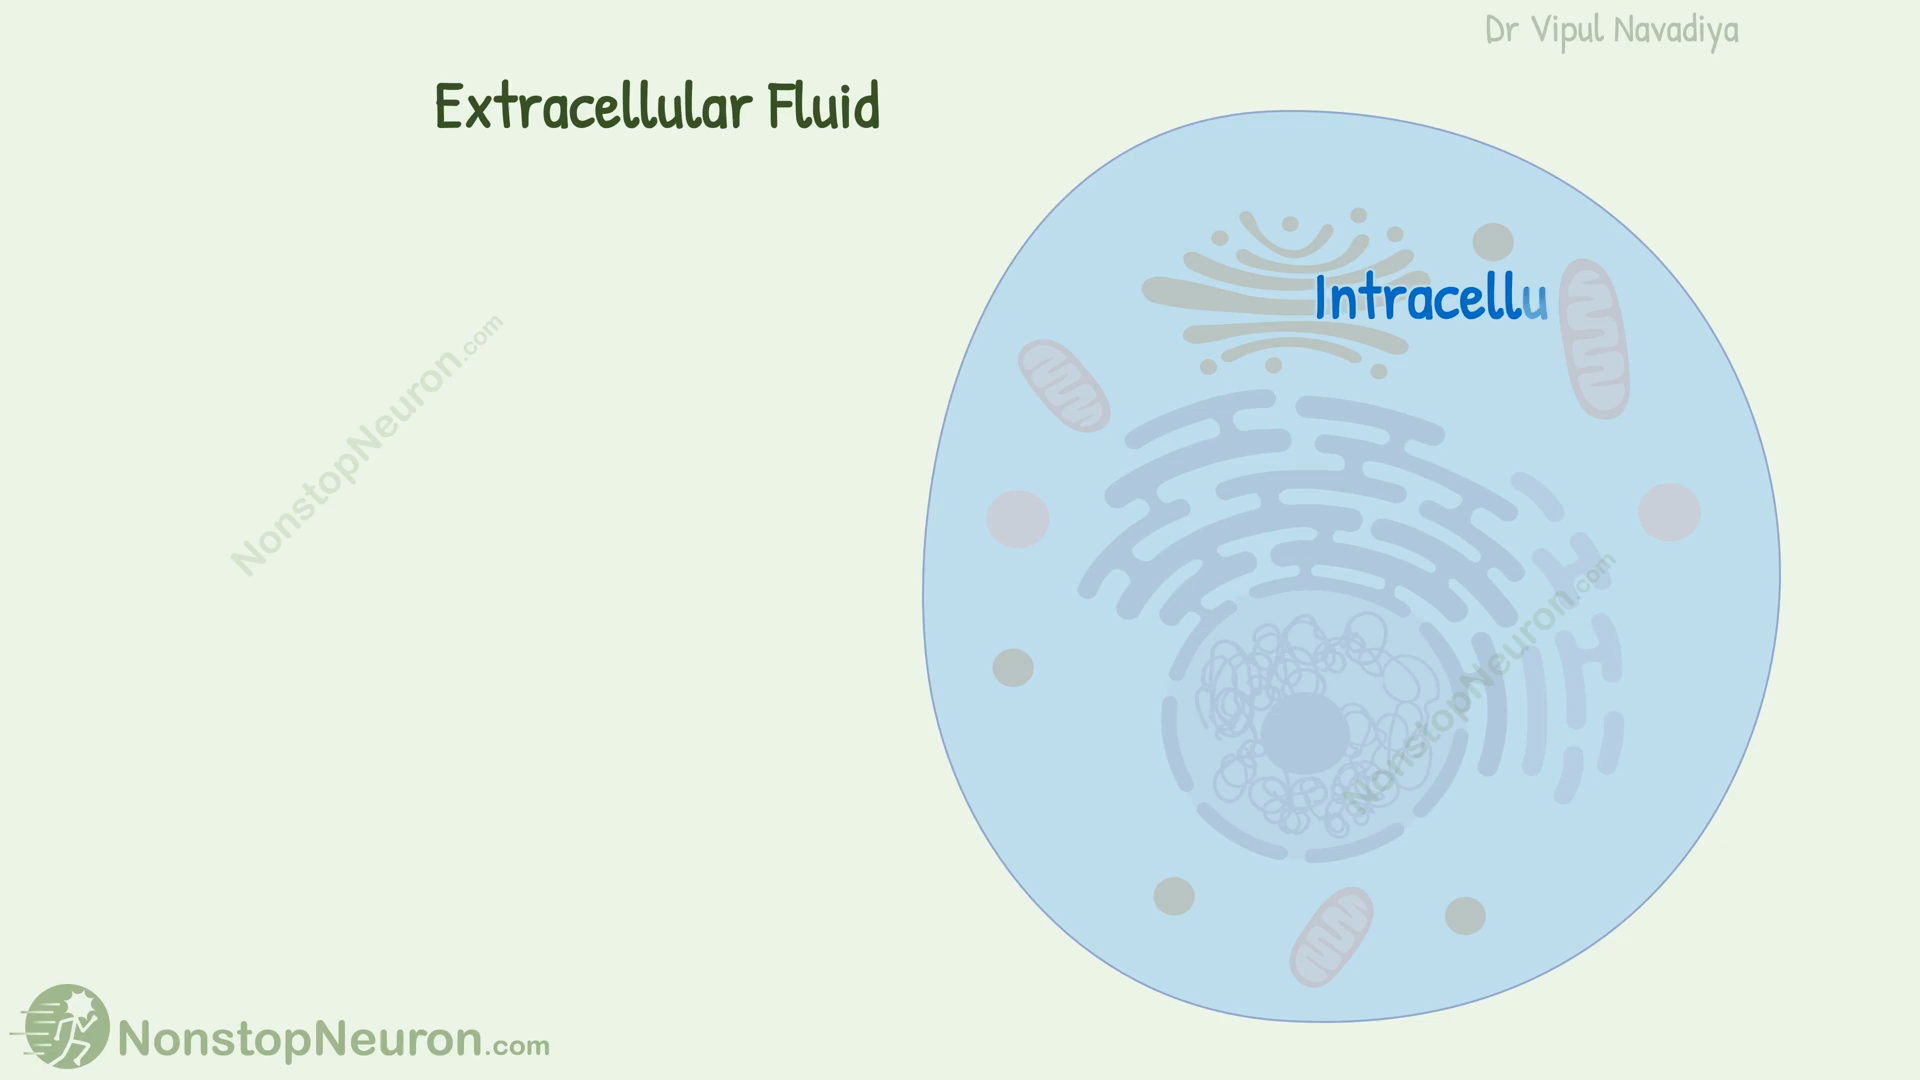 Dr Vipul Navadiya
Extracellular Fluid
Intracellu
NonstopNeuron.com
NonstopNeuron.com
NonstopNeuron.com